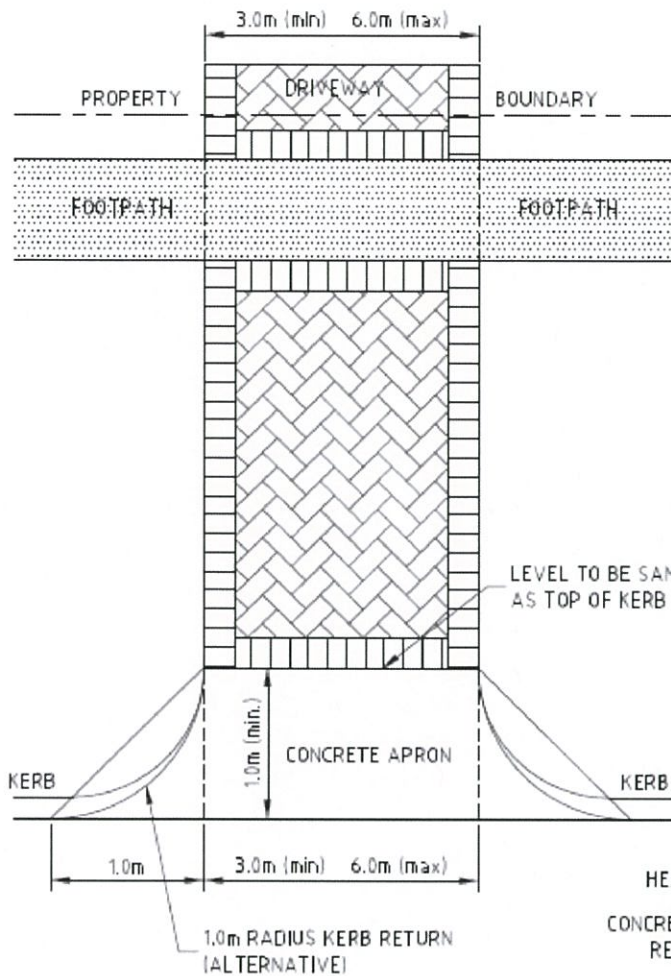 3.0m (min) 6.0m (max)
DRIVEWAY
PROPERTY BOUNDARY
FOOTPATH FOOTPATH
LEVEL TO BE SAM
AS TOP OF KERB
1.0m (min.)
CONCRETE APRON
KERB KERB
1.0m 3.0m (min) 6.0m (max)
HE
CONCRE
RE
1.0m RADIUS KERB RETURN
(ALTERNATIVE)